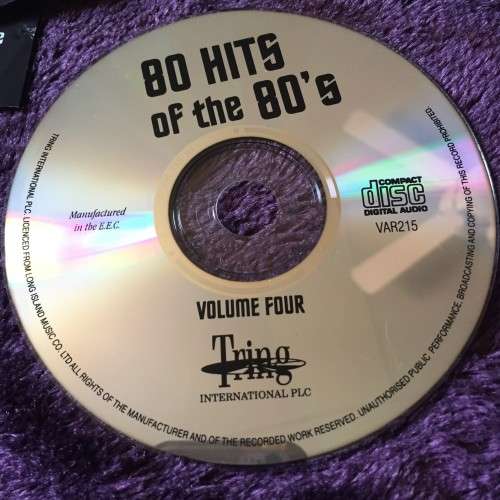 80 HITS
of the 80's
Manufactured
in the E.E.C.
COMPACT
disc
DIGITAL AUDIO
VAR215
VOLUME FOUR
Tring
INTERNATIONAL PLC
TRING INTERNATIONAL PLC. LICENCED FROM LONG ISLAND MUSIC CO. LTD ALL RIGHTS OF THE MANUFACTURER AND OF THE RECORDED WORK RESERVED. UNAUTHORISED PUBLIC PERFORMANCE, BROADCASTING AND COPYING OF THIS RECORD PROHIBITED.
2